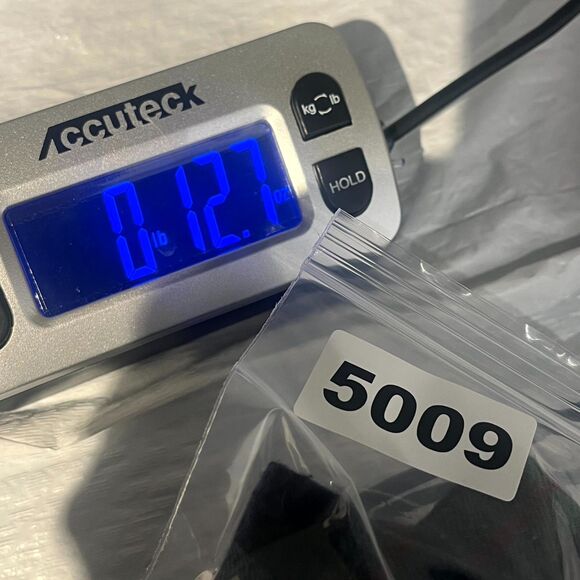 Accuteck
kg lb
HOLD
0 lb 12.7 oz
5009